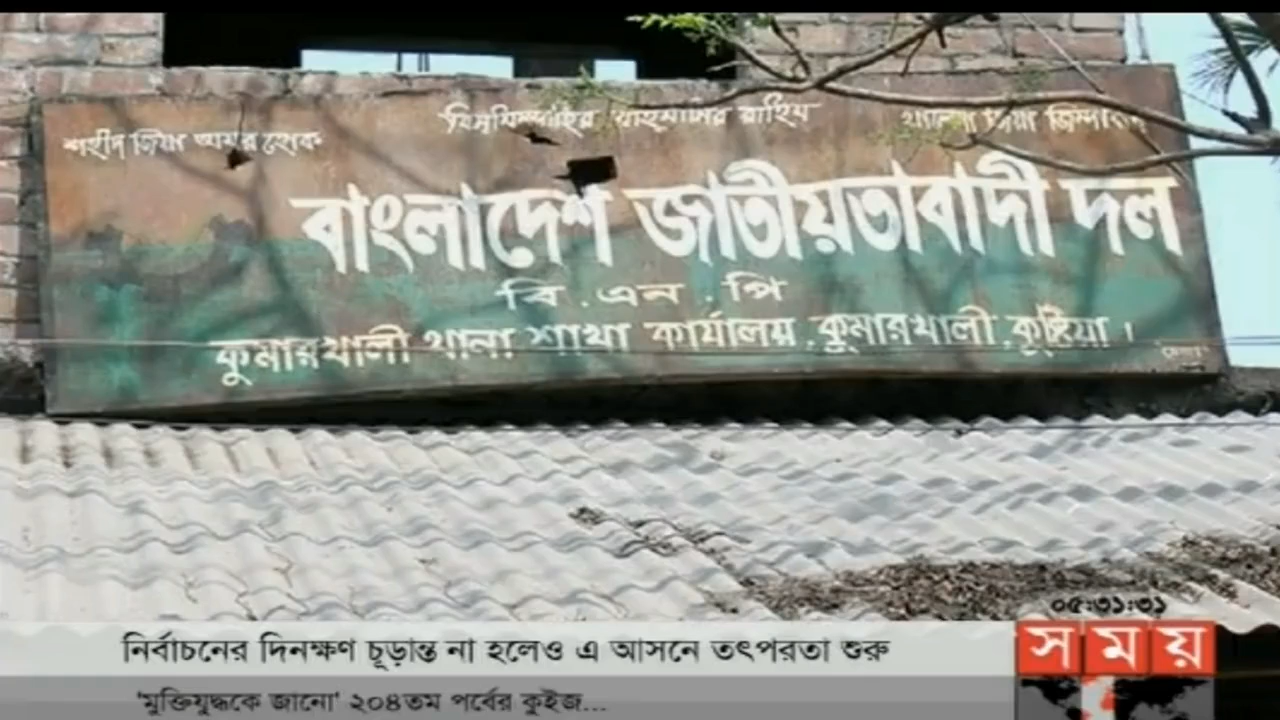 শহীদ জিয়া অমর হোক
বিসমিল্লাহির রাহমানির রাহিম
খালেদা জিয়া জিন্দাবাদ
বাংলাদেশ জাতীয়তাবাদী দল
বি . এন . পি
কুমারখালী থানা শাখা কার্যালয় . কুমারখালী . কুষ্টিয়া ।
০৫:৩১:৩১
নির্বাচনের দিনক্ষণ চূড়ান্ত না হলেও এ আসনে তৎপরতা শুরু
সময়
'মুক্তিযুদ্ধকে জানো' ২০৪তম পর্বের কুইজ...